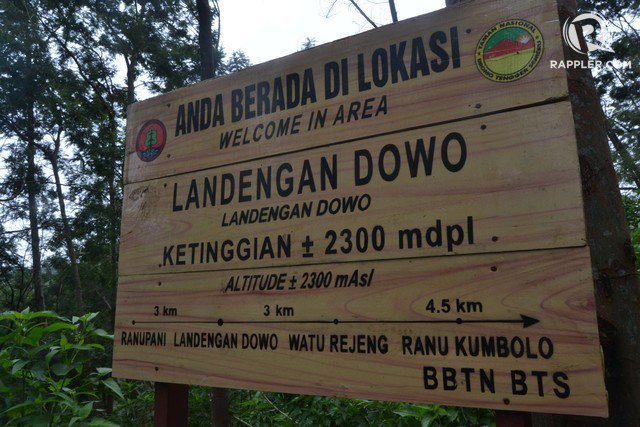 RAPPLER.COM
ANDA BERADA DI LOKASI
WELCOME IN AREA
LANDENGAN DOWO
LANDENGAN DOWO
KETINGGIAN ± 2300 mdpl
ALTITUDE ± 2300 mAsl
3 km 3 km 4.5 km
RANUPANI LANDENGAN DOWO WATU REJENG RANU KUMBOLO
BBTN BTS